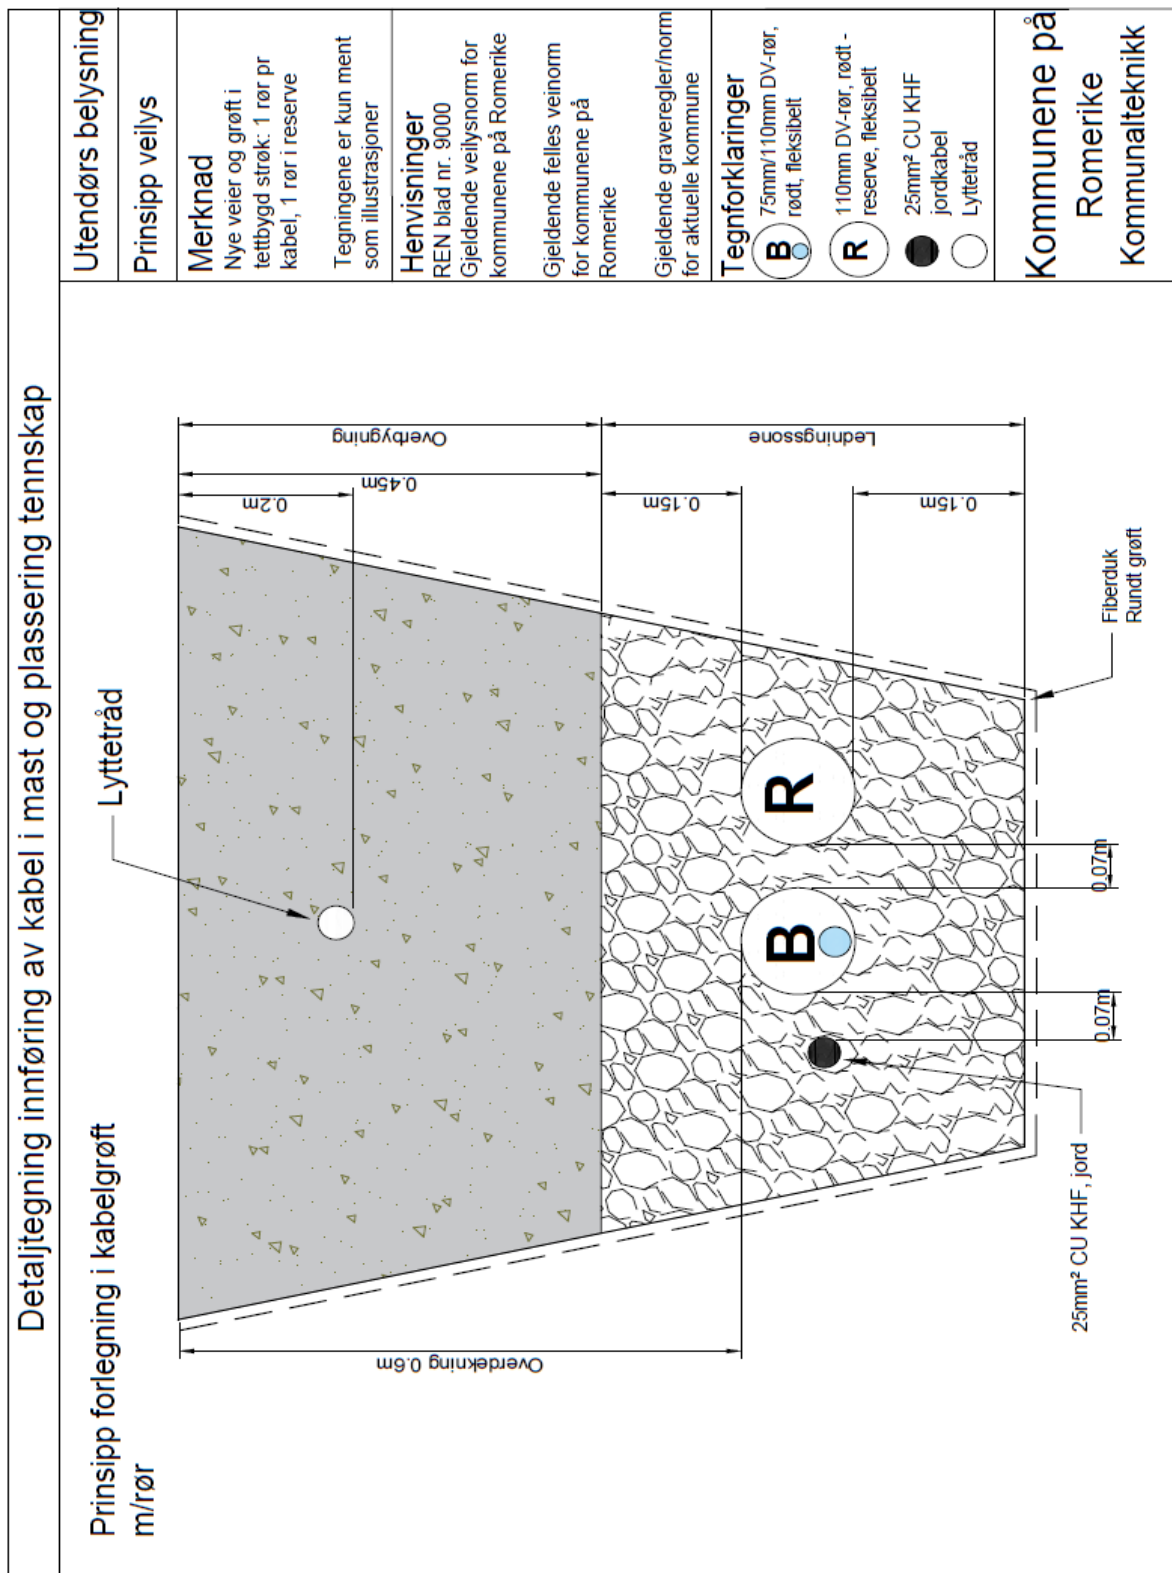 Detaljtegning innføring av kabel i mast og plassering tennskap
Prinsipp forlegning i kabelgrøft
m/rør
Lyttetråd
0.2m
0.45m
Overbygning
0.15m
0.15m
Ledningssone
Overdekning 0.6m
B
R
0.07m
0.07m
25mm² CU KHF, jord
Fiberduk
Rundt grøft
Utendørs belysning
Prinsipp veilys
Merknad
Nye veier og grøft i
tettbygd strøk: 1 rør pr
kabel, 1 rør i reserve
Tegningene er kun ment
som illustrasjoner
Henvisninger
REN blad nr. 9000
Gjeldende veilysnorm for
kommunene på Romerike
Gjeldende felles veinorm
for kommunene på
Romerike
Gjeldende graveregler/norm
for aktuelle kommune
Tegnforklaringer
B
75mm/110mm DV-rør,
rødt, fleksibelt
R
110mm DV-rør, rødt -
reserve, fleksibelt
25mm² CU KHF
jordkabel
Lyttetråd
Kommunene på
Romerike
Kommunalteknikk